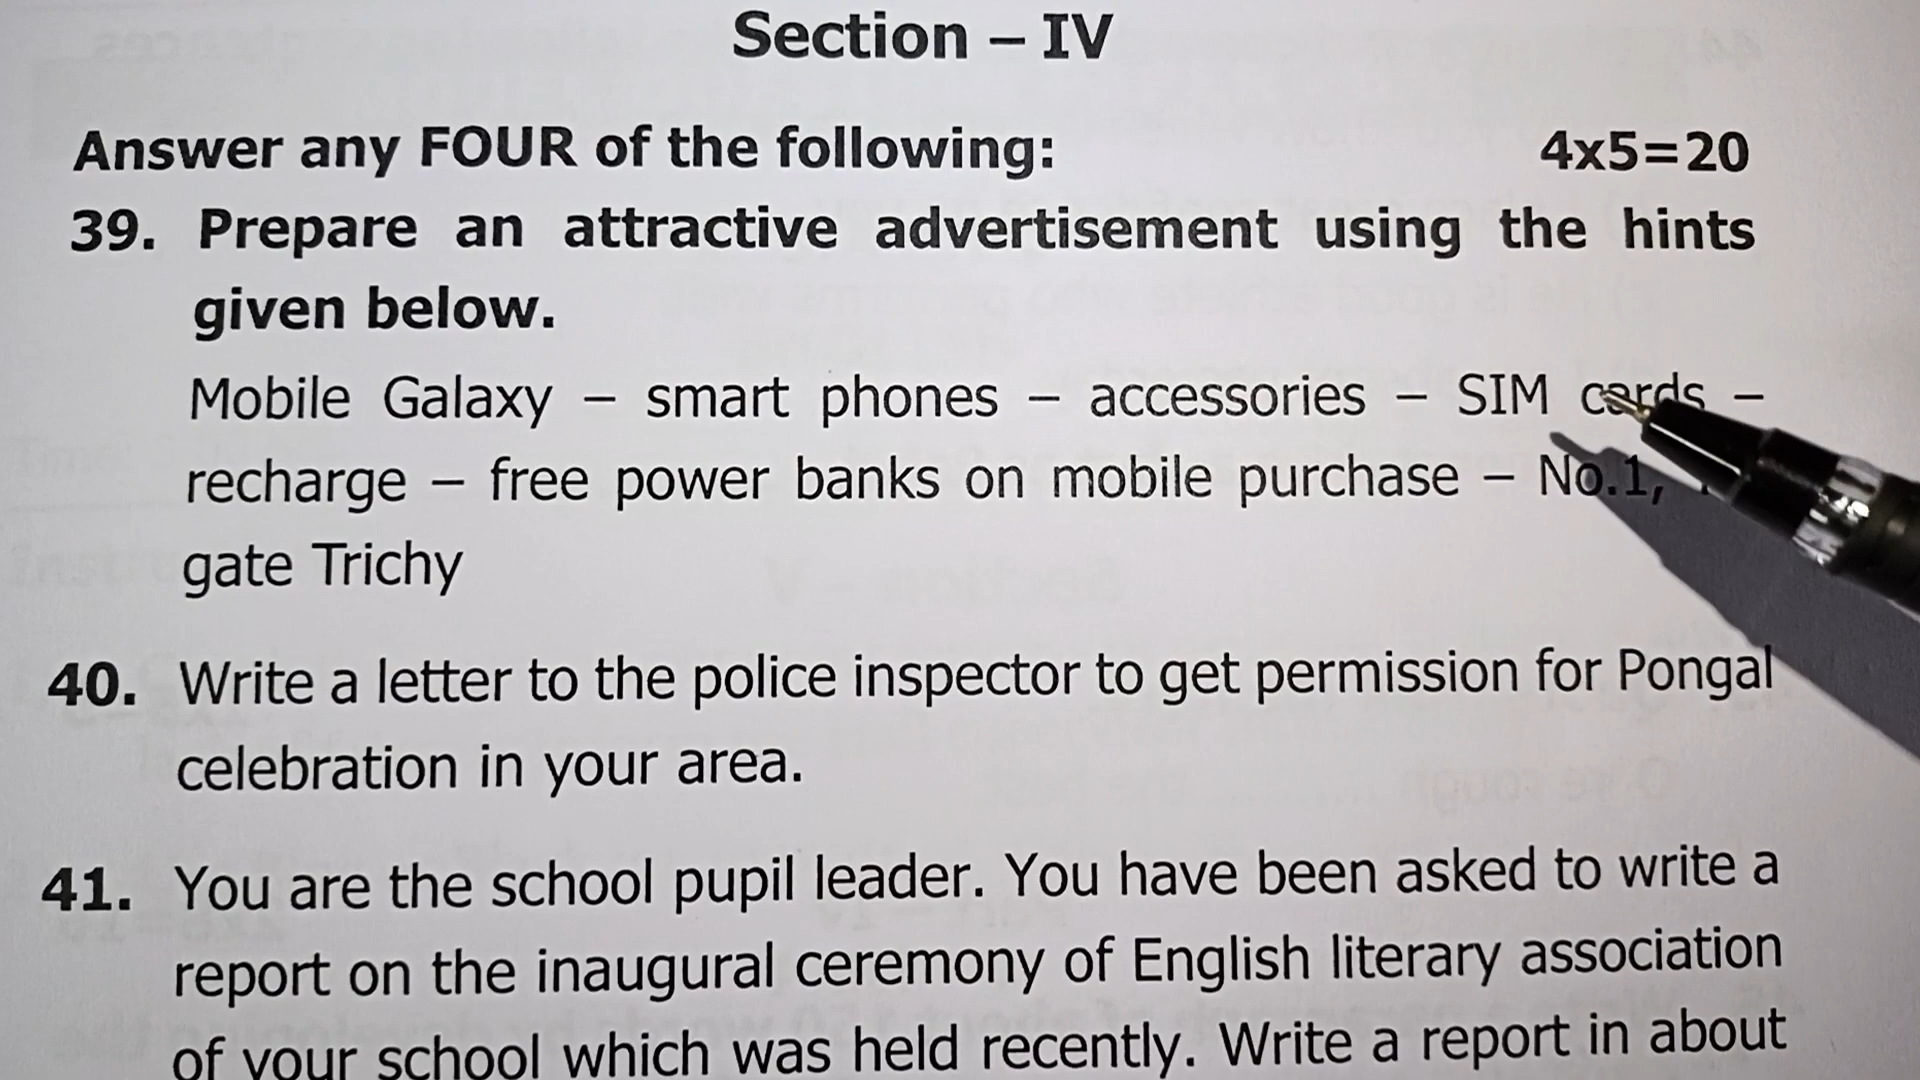 Section – IV
Answer any FOUR of the following: 4x5=20
39. Prepare an attractive advertisement using the hints
given below.
Mobile Galaxy – smart phones – accessories – SIM cards –
recharge – free power banks on mobile purchase – No.1,
gate Trichy
40. Write a letter to the police inspector to get permission for Pongal
celebration in your area.
41. You are the school pupil leader. You have been asked to write a
report on the inaugural ceremony of English literary association
of your school which was held recently. Write a report in about